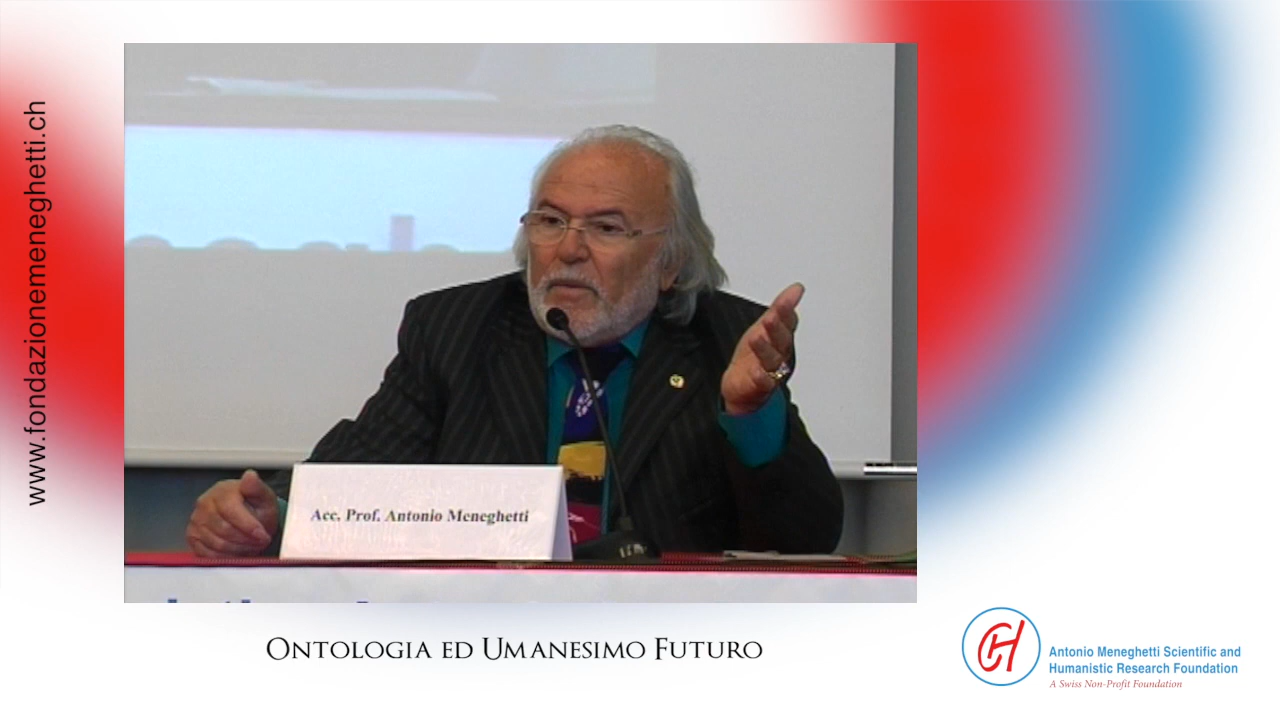 www.fondazionemeneghetti.ch
Acc. Prof. Antonio Meneghetti
Ontologia ed Umanesimo Futuro
CH
Antonio Meneghetti Scientific and
Humanistic Research Foundation
A Swiss Non-Profit Foundation